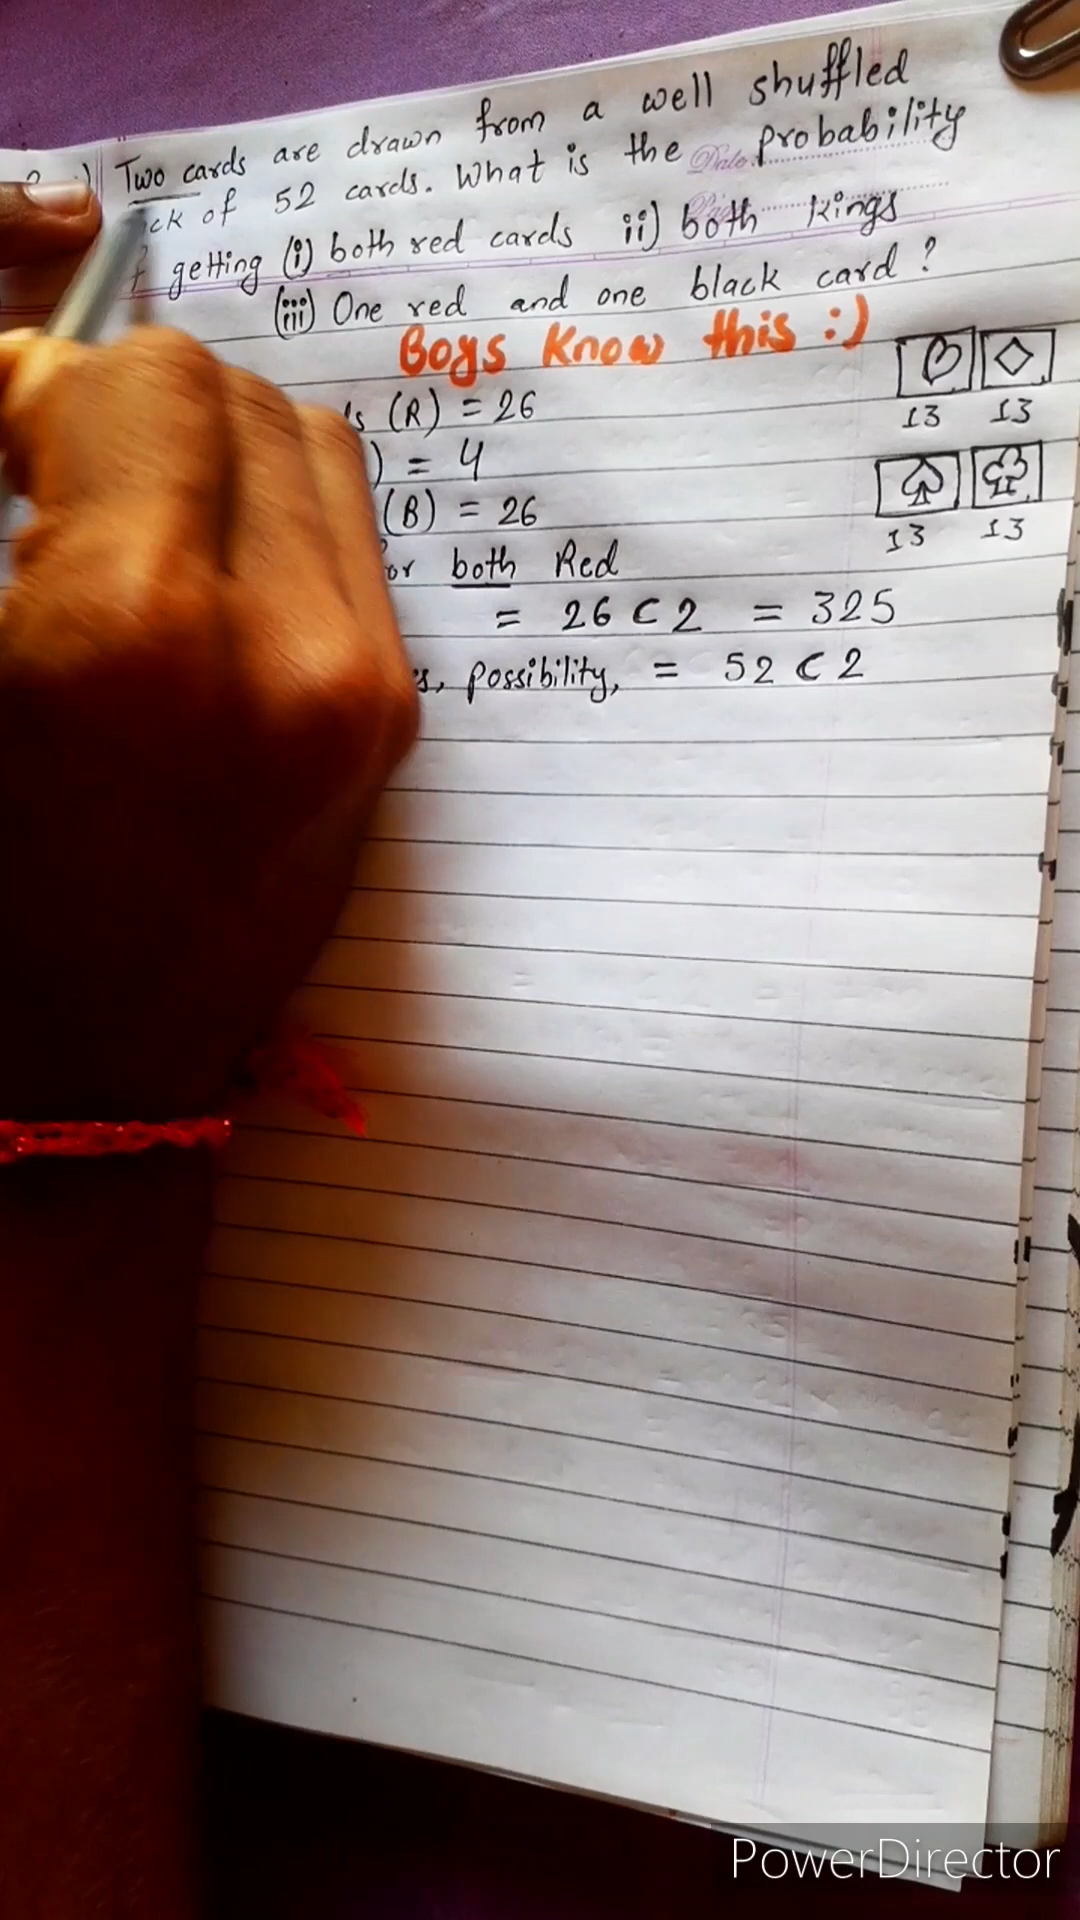 Two cards are drawn from a well shuffled
of 52 cards. What is the probability
getting (i) both red cards ii) both kings
(iii) One red and one black card ?
Boys Know this :)
(R) = 26
) = 4
(B) = 26
13 13
13 13
both Red
= 26 C 2 = 325
possibility, = 52 C 2
PowerDirector